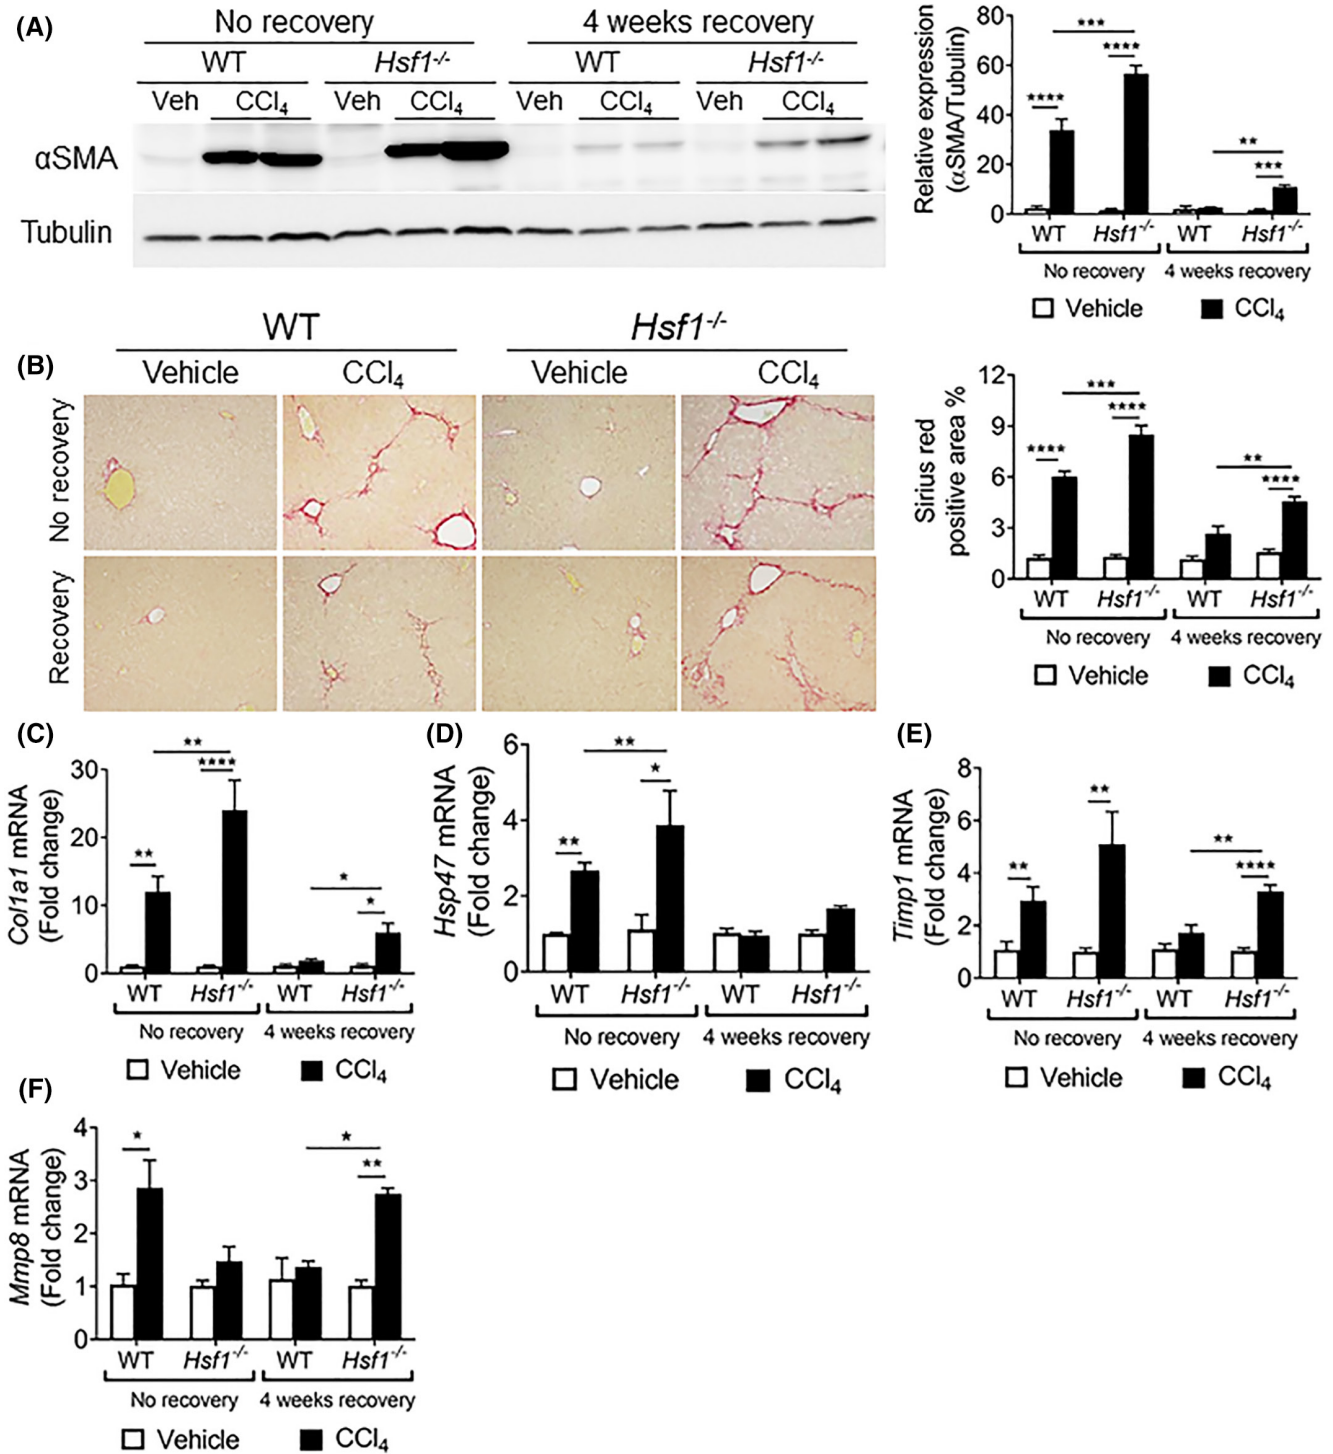 (A)
No recovery
4 weeks recovery
WT
Hsf1-/-
WT
Hsf1-/-
Veh
CCl4
Veh
CCl4
Veh
CCl4
Veh
CCl4
αSMA
Tubulin
Relative expression
(αSMA/Tubulin)
80
60
40
20
0
****
***
****
**
***
WT
Hsf1-/-
WT
Hsf1-/-
No recovery
4 weeks recovery
Vehicle
CCl4
(B)
WT
Hsf1-/-
Vehicle
CCl4
Vehicle
CCl4
No recovery
Recovery
Sirius red
positive area %
12
9
6
3
0
****
***
****
**
****
WT
Hsf1-/-
WT
Hsf1-/-
No recovery
4 weeks recovery
Vehicle
CCl4
(C)
Col1a1 mRNA
(Fold change)
30
20
10
0
**
**
****
*
*
WT
Hsf1-/-
WT
Hsf1-/-
No recovery
4 weeks recovery
Vehicle
CCl4
(D)
Hsp47 mRNA
(Fold change)
6
4
2
0
**
**
*
WT
Hsf1-/-
WT
Hsf1-/-
No recovery
4 weeks recovery
Vehicle
CCl4
(E)
Timp1 mRNA
(Fold change)
8
6
4
2
0
**
**
**
****
WT
Hsf1-/-
WT
Hsf1-/-
No recovery
4 weeks recovery
Vehicle
CCl4
(F)
Mmp8 mRNA
(Fold change)
4
3
2
1
0
*
*
**
WT
Hsf1-/-
WT
Hsf1-/-
No recovery
4 weeks recovery
Vehicle
CCl4